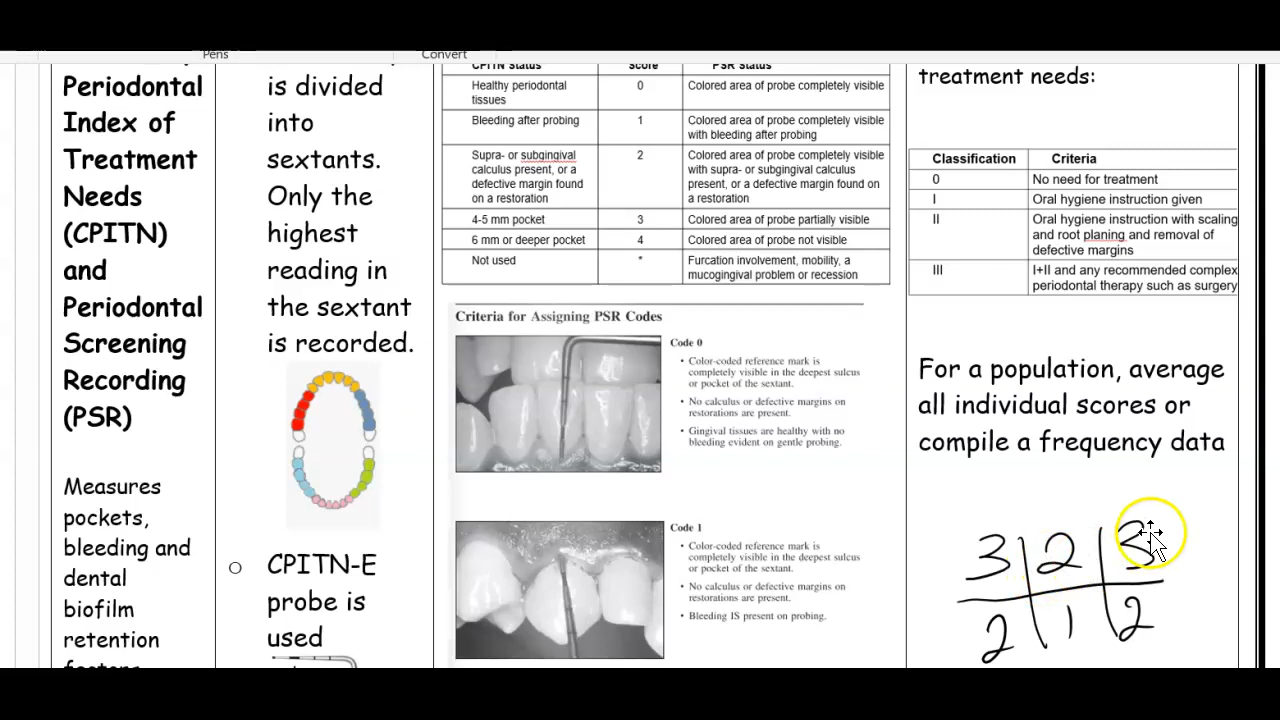 Pens
Convert
Periodontal
Index of
Treatment
Needs
(CPITN)
and
Periodontal
Screening
Recording
(PSR)
Measures
pockets,
bleeding and
dental
biofilm
retention
factors
is divided
into
sextants.
Only the
highest
reading in
the sextant
is recorded.
CPITN-E
probe is
used
CPITN Status Score PSR Status
Healthy periodontal tissues 0 Colored area of probe completely visible
Bleeding after probing 1 Colored area of probe completely visible with bleeding after probing
Supra- or subgingival calculus present, or a defective margin found on a restoration 2 Colored area of probe completely visible with supra- or subgingival calculus present, or a defective margin found on a restoration
4-5 mm pocket 3 Colored area of probe partially visible
6 mm or deeper pocket 4 Colored area of probe not visible
Not used * Furcation involvement, mobility, a mucogingival problem or recession
Criteria for Assigning PSR Codes
Code 0
• Color-coded reference mark is
completely visible in the deepest sulcus
or pocket of the sextant.
• No calculus or defective margins on
restorations are present.
• Gingival tissues are healthy with no
bleeding evident on gentle probing.
Code 1
• Color-coded reference mark is
completely visible in the deepest sulcus
or pocket of the sextant.
• No calculus or defective margins on
restorations are present.
• Bleeding IS present on probing.
treatment needs:
Classification Criteria
0 No need for treatment
I Oral hygiene instruction given
II Oral hygiene instruction with scaling and root planing and removal of defective margins
III I+II and any recommended complex periodontal therapy such as surgery
For a population, average
all individual scores or
compile a frequency data
3 2 3
2 1 2